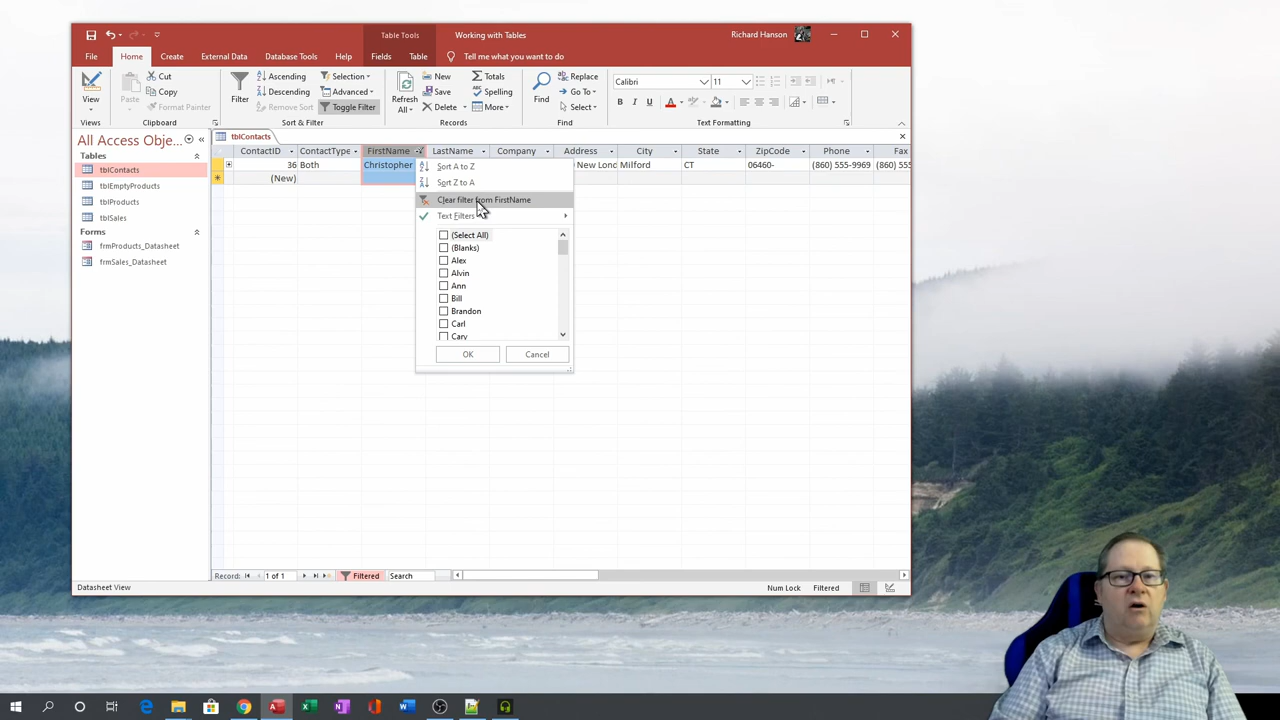 Table Tools
Working with Tables
Richard Hanson
File
Home
Create
External Data
Database Tools
Help
Fields
Table
Tell me what you want to do
View
Paste
Cut
Copy
Format Painter
Clipboard
Filter
Ascending
Descending
Remove Sort
Selection
Advanced
Toggle Filter
Sort & Filter
Refresh
All
New
Save
Delete
Totals
Spelling
More
Records
Find
Replace
Go To
Select
Find
Calibri
11
B I U
Text Formatting
All Access Obje...
Tables
tblContacts
tblEmptyProducts
tblProducts
tblSales
Forms
frmProducts_Datasheet
frmSales_Datasheet
tblContacts
ContactID ContactType FirstName LastName Company Address City State ZipCode Phone Fax
36 Both Christopher New Lond Milford CT 06460- (860) 555-9969 (860) 555
(New)
Sort A to Z
Sort Z to A
Clear filter from FirstName
Text Filters
(Select All)
(Blanks)
Alex
Alvin
Ann
Bill
Brandon
Carl
Cary
OK
Cancel
Record: 1 of 1 Filtered Search
Datasheet View
Num Lock
Filtered